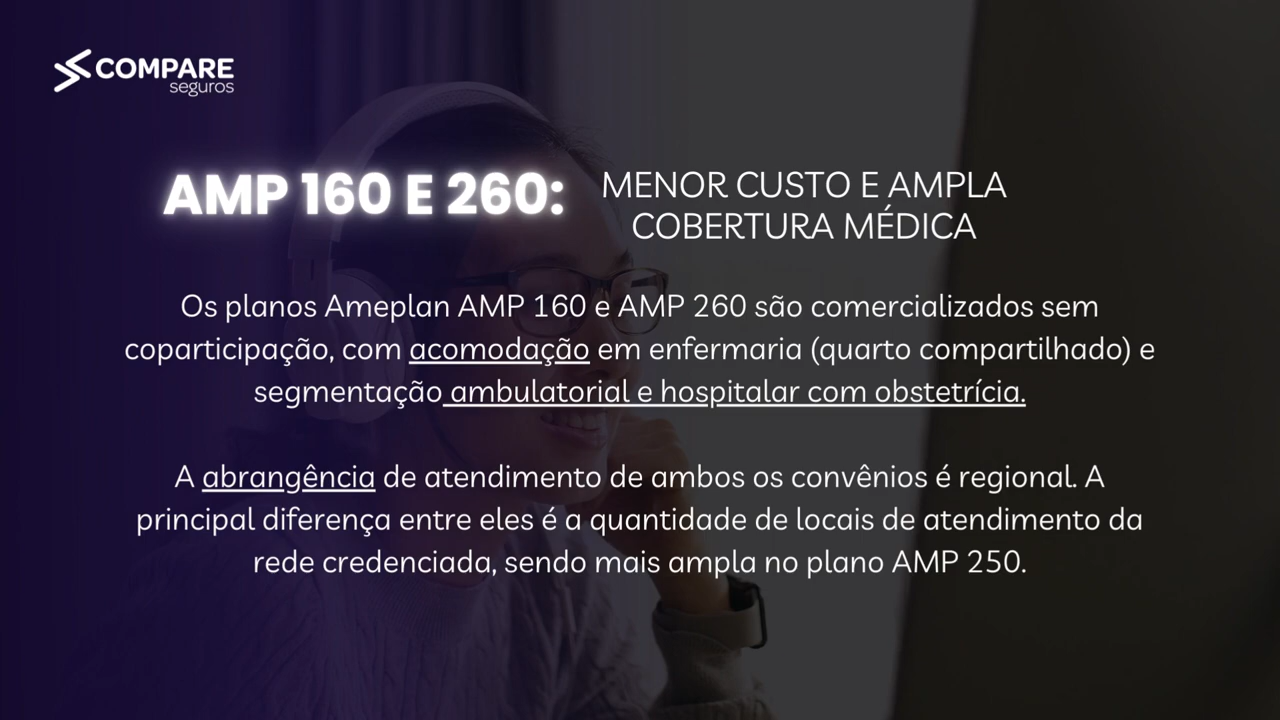 COMPARE
seguros
AMP 160 E 260:
MENOR CUSTO E AMPLA
COBERTURA MÉDICA
Os planos Ameplan AMP 160 e AMP 260 são comercializados sem
coparticipação, com acomodação em enfermaria (quarto compartilhado) e
segmentação ambulatorial e hospitalar com obstetrícia.
A abrangência de atendimento de ambos os convênios é regional. A
principal diferença entre eles é a quantidade de locais de atendimento da
rede credenciada, sendo mais ampla no plano AMP 250.